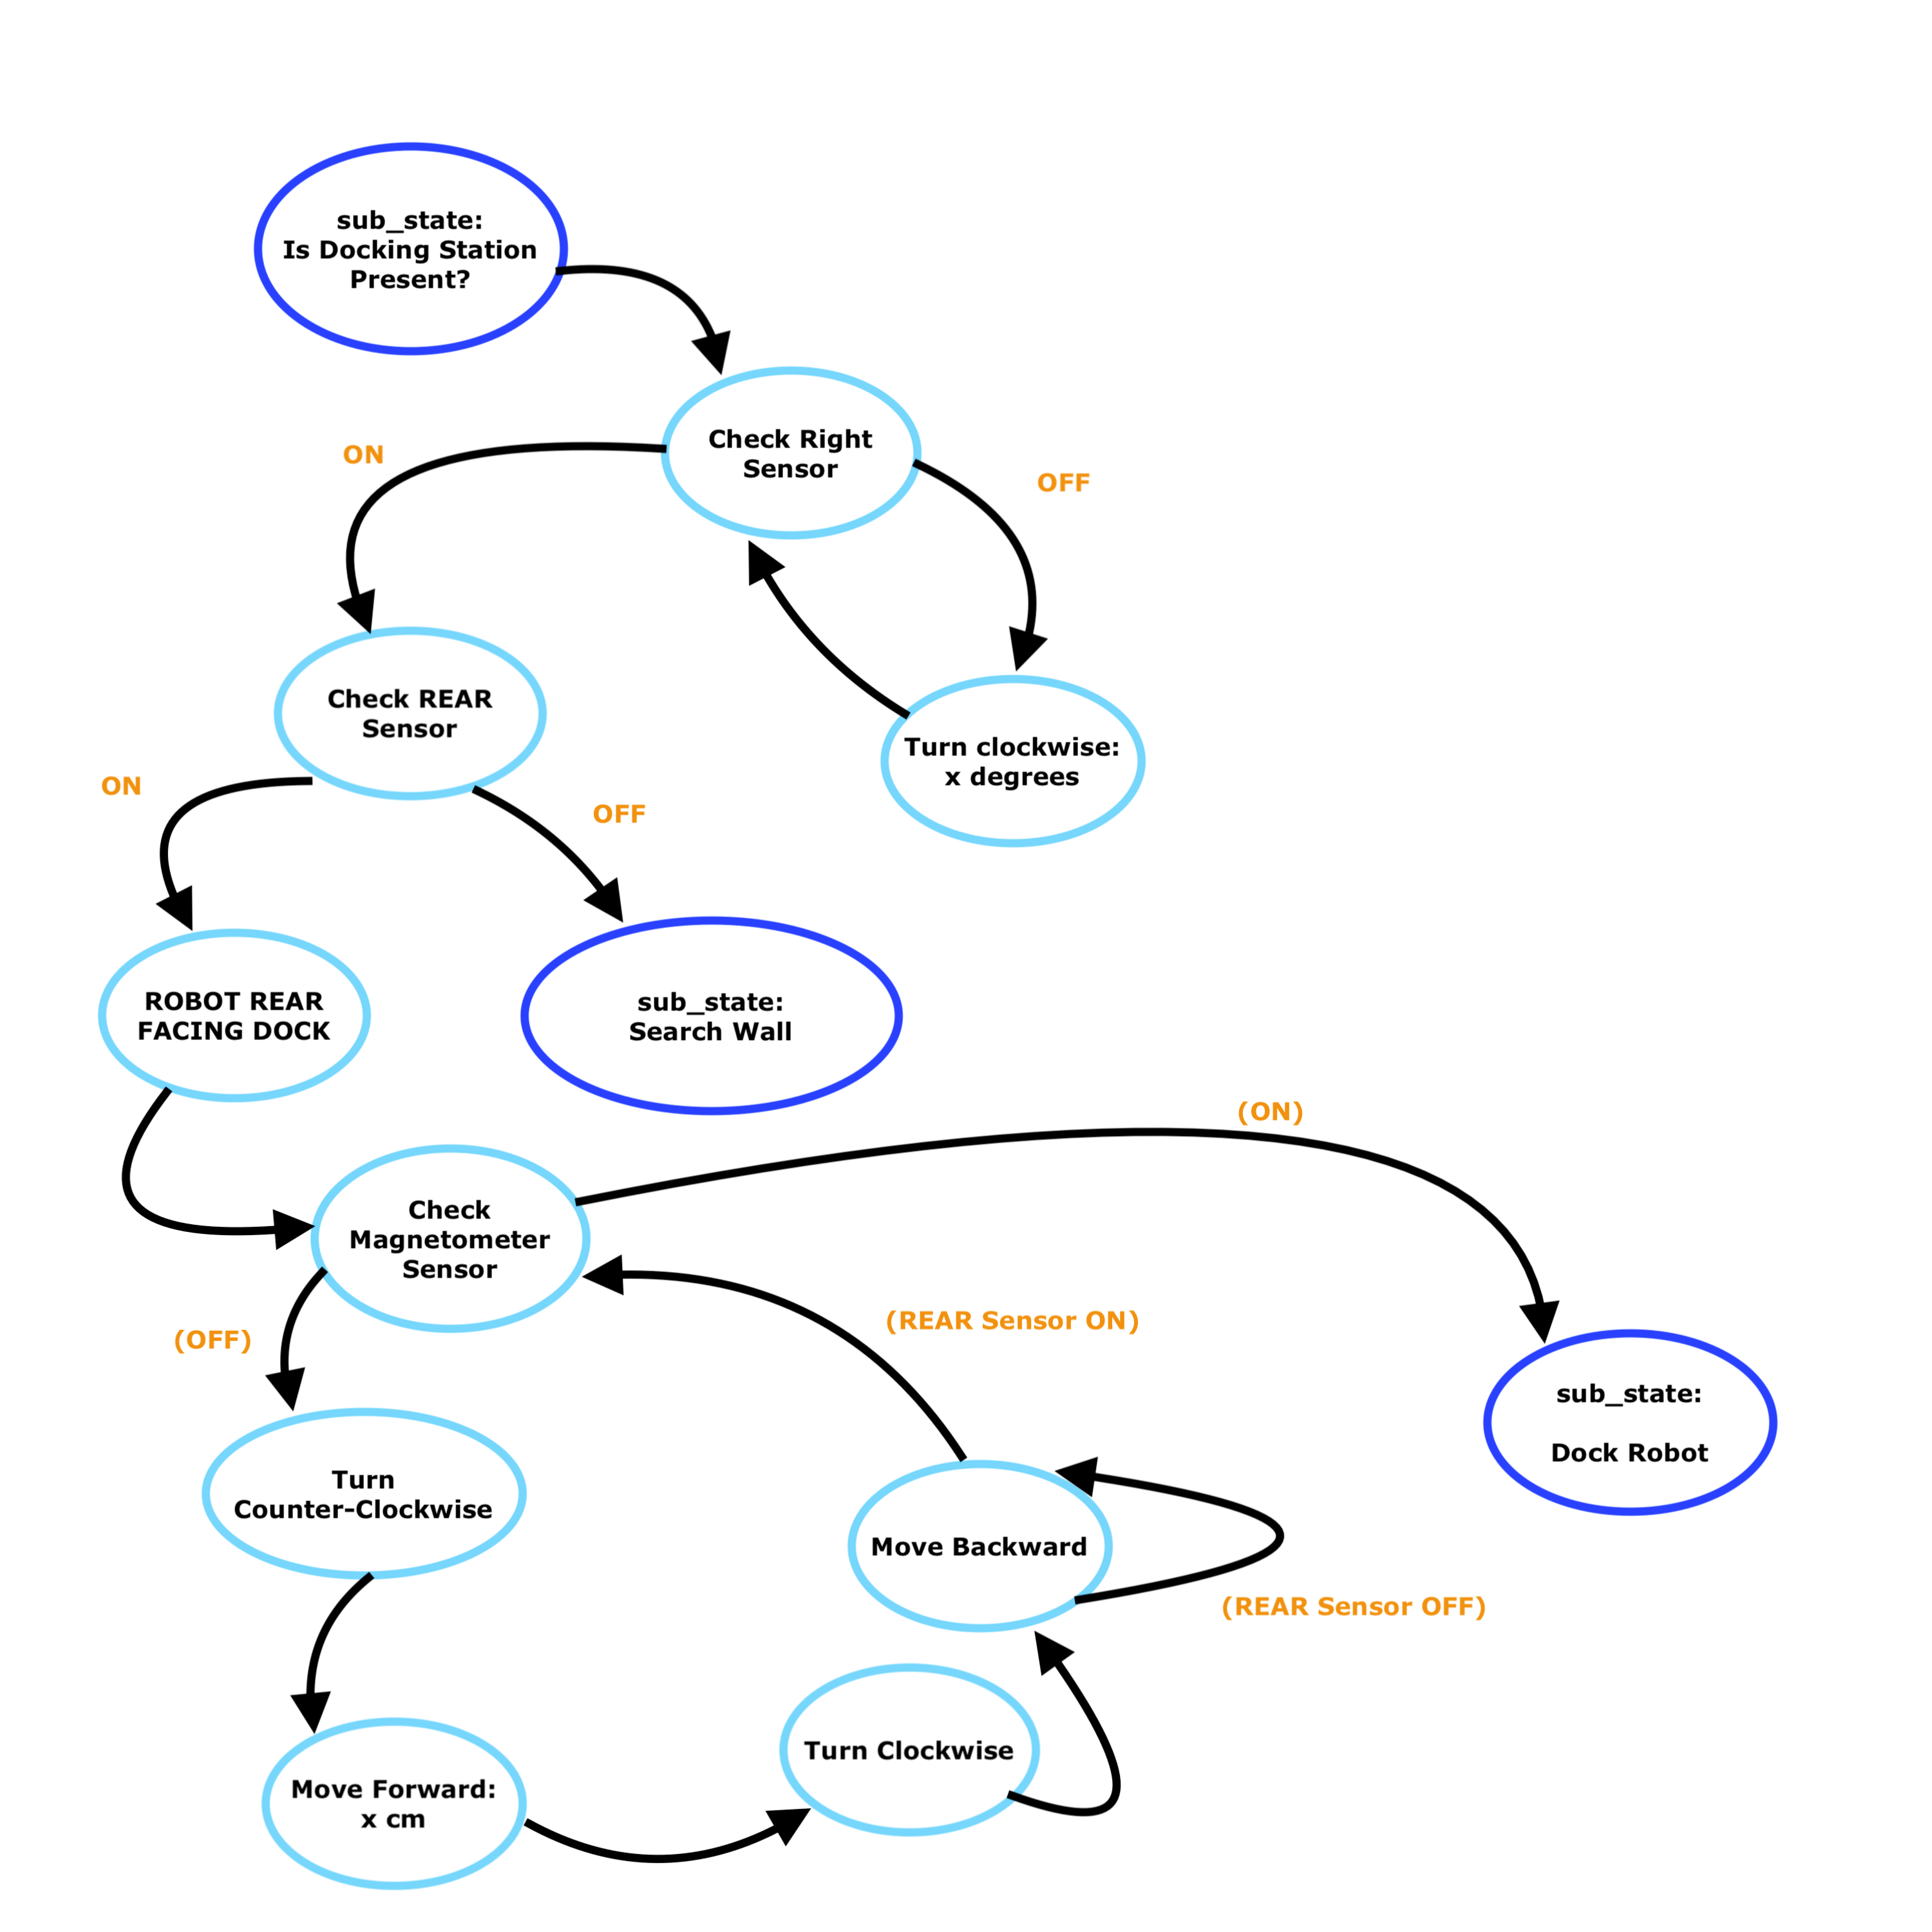 sub_state:
Is Docking Station
Present?
Check Right
Sensor
ON
OFF
Check REAR
Sensor
Turn clockwise:
x degrees
ON
OFF
ROBOT REAR
FACING DOCK
sub_state:
Search Wall
(ON)
Check
Magnetometer
Sensor
(OFF)
(REAR Sensor ON)
sub_state:
Dock Robot
Turn
Counter-Clockwise
Move Backward
(REAR Sensor OFF)
Turn Clockwise
Move Forward:
x cm